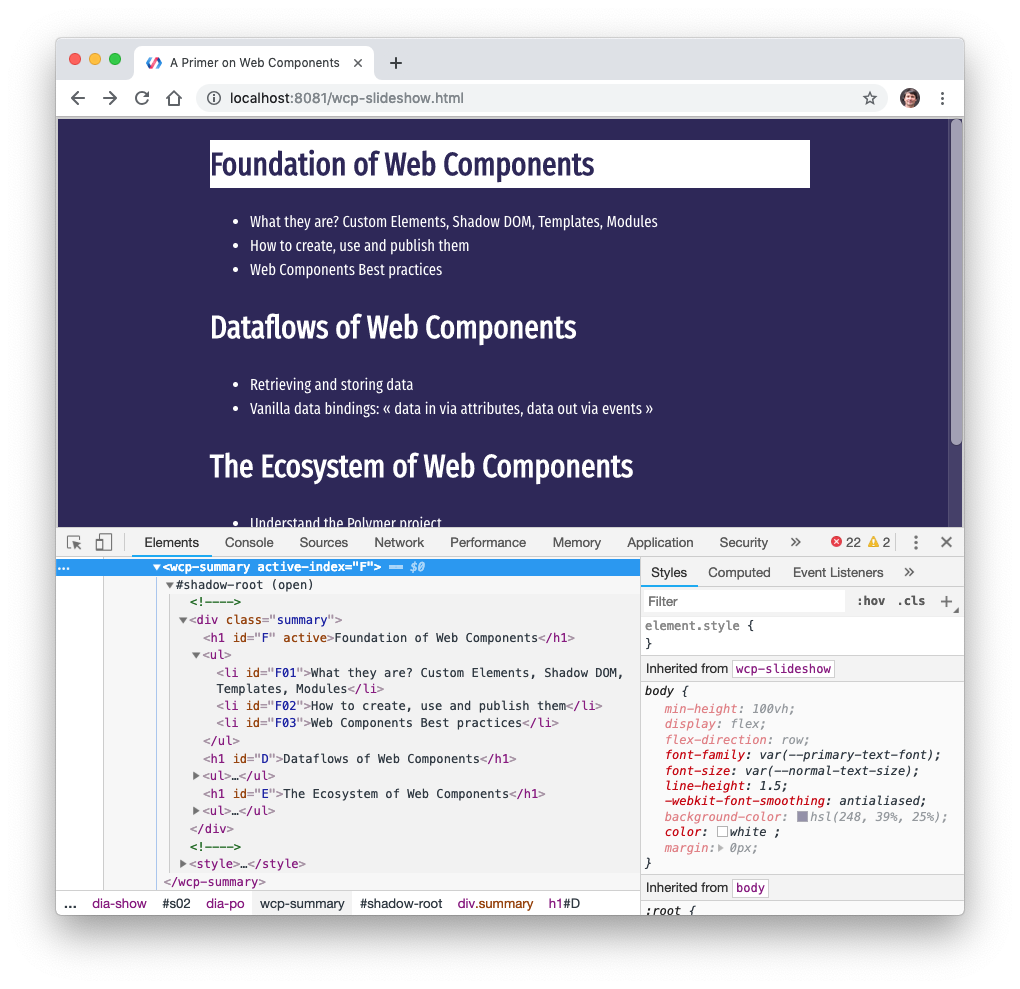 A Primer on Web Components
localhost:8081/wcp-slideshow.html
Foundation of Web Components
• What they are? Custom Elements, Shadow DOM, Templates, Modules
• How to create, use and publish them
• Web Components Best practices
Dataflows of Web Components
• Retrieving and storing data
• Vanilla data bindings: « data in via attributes, data out via events »
The Ecosystem of Web Components
• Understand the Polymer project
Elements Console Sources Network Performance Memory Application Security » 22 2
... ▼<wcp-summary active-index="F"> == $0
▼#shadow-root (open)
<!---->
▼<div class="summary">
<h1 id="F" active>Foundation of Web Components</h1>
▼<ul>
<li id="F01">What they are? Custom Elements, Shadow DOM,
Templates, Modules</li>
<li id="F02">How to create, use and publish them</li>
<li id="F03">Web Components Best practices</li>
</ul>
<h1 id="D">Dataflows of Web Components</h1>
▶<ul>…</ul>
<h1 id="E">The Ecosystem of Web Components</h1>
▶<ul>…</ul>
</div>
<!---->
▶<style>…</style>
</wcp-summary>
... dia-show #s02 dia-po wcp-summary #shadow-root div.summary h1#D
Styles Computed Event Listeners »
Filter :hov .cls +
element.style {
}
Inherited from wcp-slideshow
body {
min-height: 100vh;
display: flex;
flex-direction: row;
font-family: var(--primary-text-font);
font-size: var(--normal-text-size);
line-height: 1.5;
-webkit-font-smoothing: antialiased;
background-color: hsl(248, 39%, 25%);
color: white ;
margin:▶ 0px;
}
Inherited from body
:root {